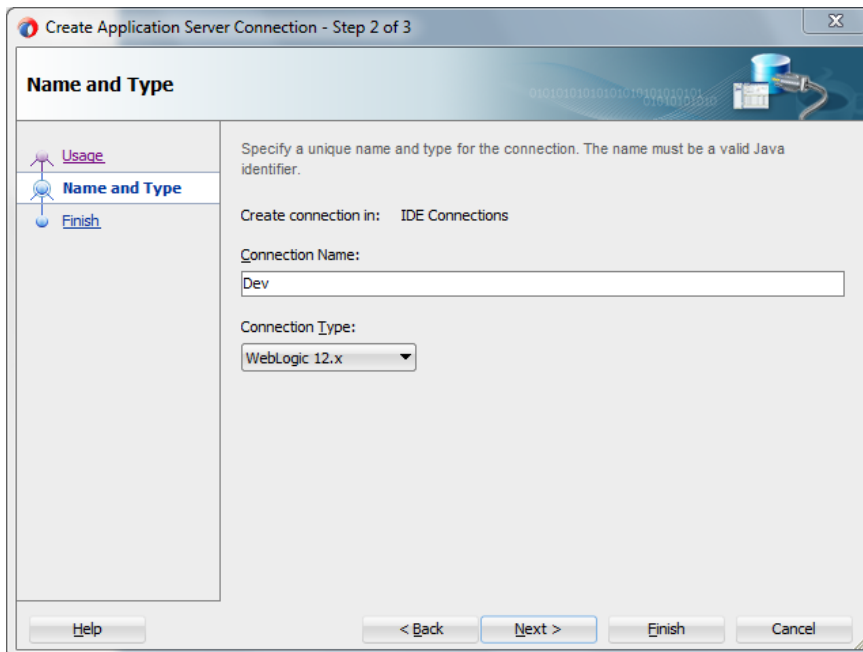 Create Application Server Connection - Step 2 of 3
Name and Type
Usage
Name and Type
Finish
Specify a unique name and type for the connection. The name must be a valid Java
identifier.
Create connection in: IDE Connections
Connection Name:
Dev
Connection Type:
WebLogic 12.x
Help
< Back
Next >
Finish
Cancel